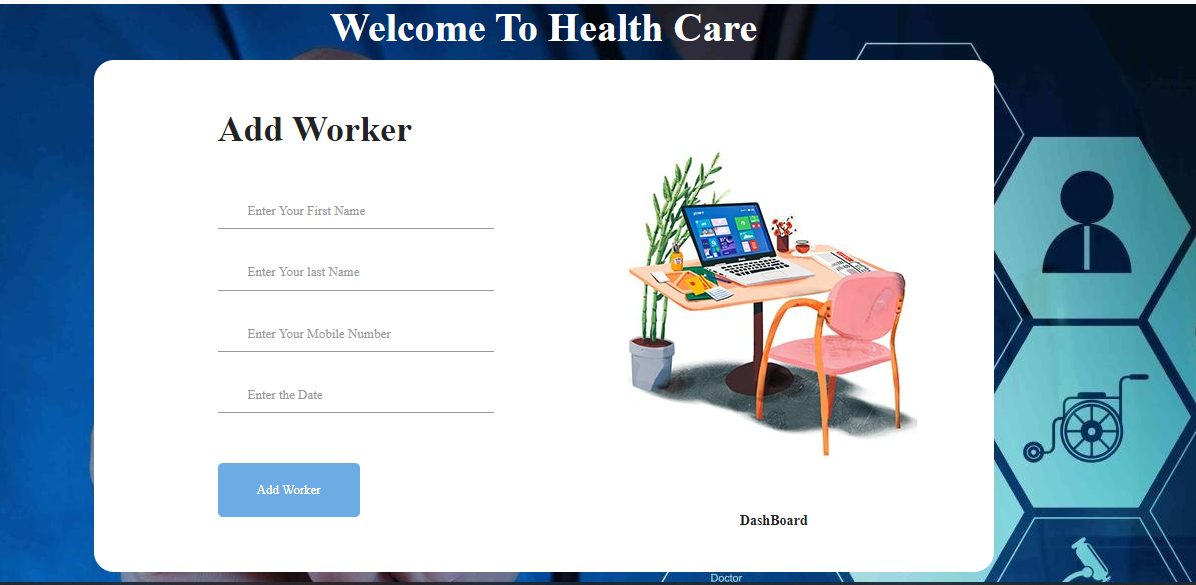 Welcome To Health Care
Add Worker
Enter Your First Name
Enter Your last Name
Enter Your Mobile Number
Enter the Date
Add Worker
DashBoard
Doctor